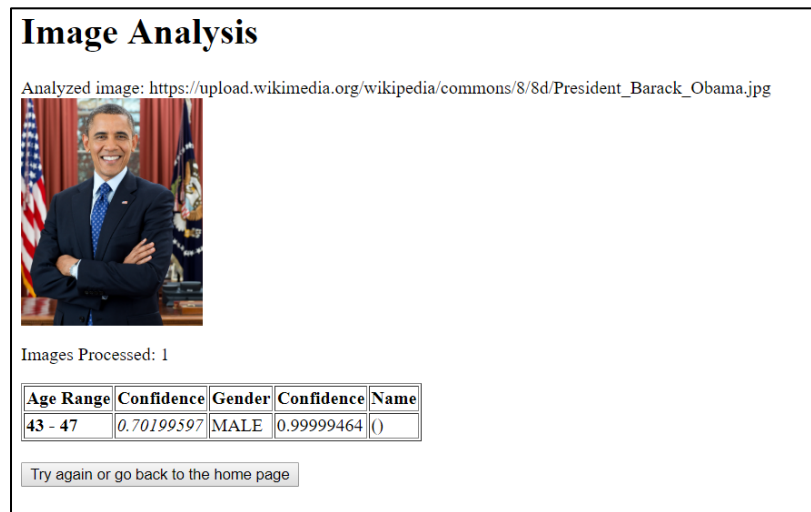 Image Analysis
Analyzed image: https://upload.wikimedia.org/wikipedia/commons/8/8d/President_Barack_Obama.jpg
Images Processed: 1
Age Range Confidence Gender Confidence Name
43 - 47 0.70199597 MALE 0.99999464 ()
Try again or go back to the home page